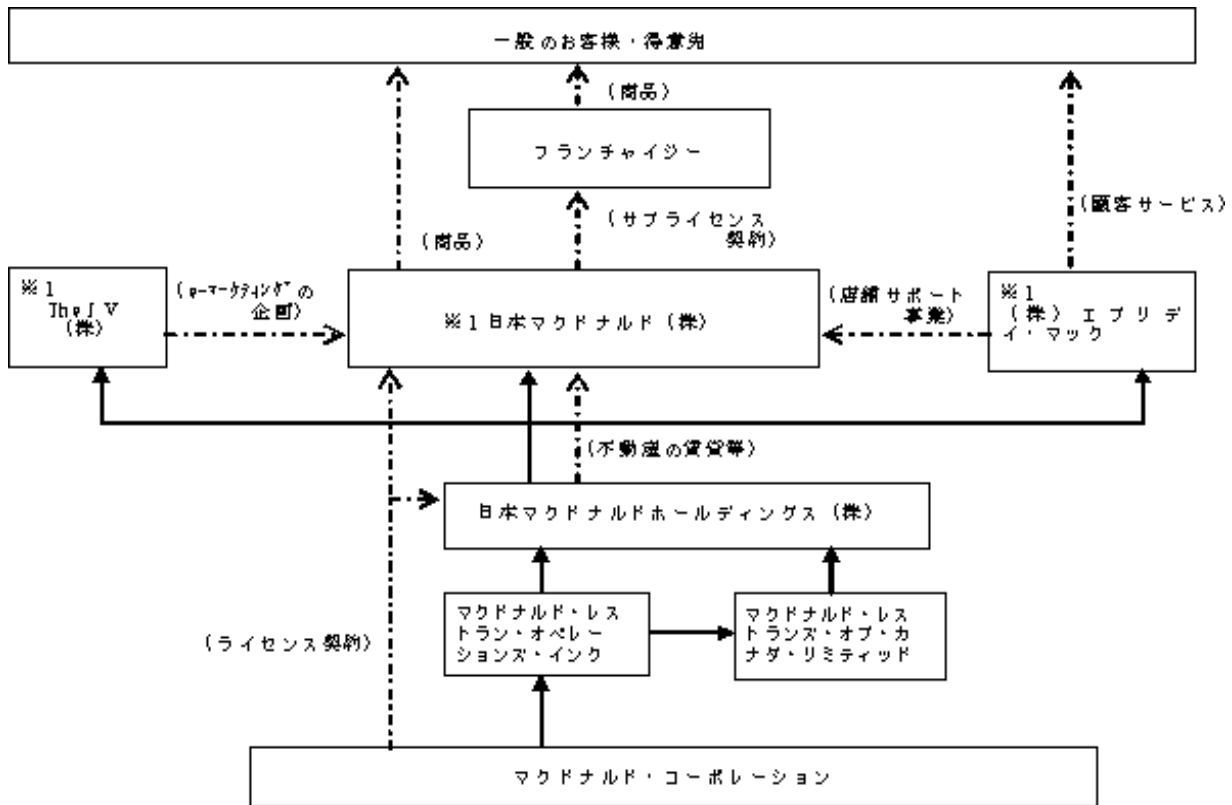 一般のお客様・得意先
(商品)
フランチャイジー
(サブライセンス
契約)
(商品)
(顧客サービス)
※1
The JV
(株)
(e-マーケティングの
企画)
※1日本マクドナルド(株)
(店舗サポート
事業)
※1
(株)エブリデ
イ・マック
(不動産の賃貸等)
日本マクドナルドホールディングス(株)
マクドナルド・レス
トラン・オペレー
ションズ・インク
マクドナルド・レス
トランズ・オブ・カ
ナダ・リミティッド
(ライセンス契約)
マクドナルド・コーポレーション